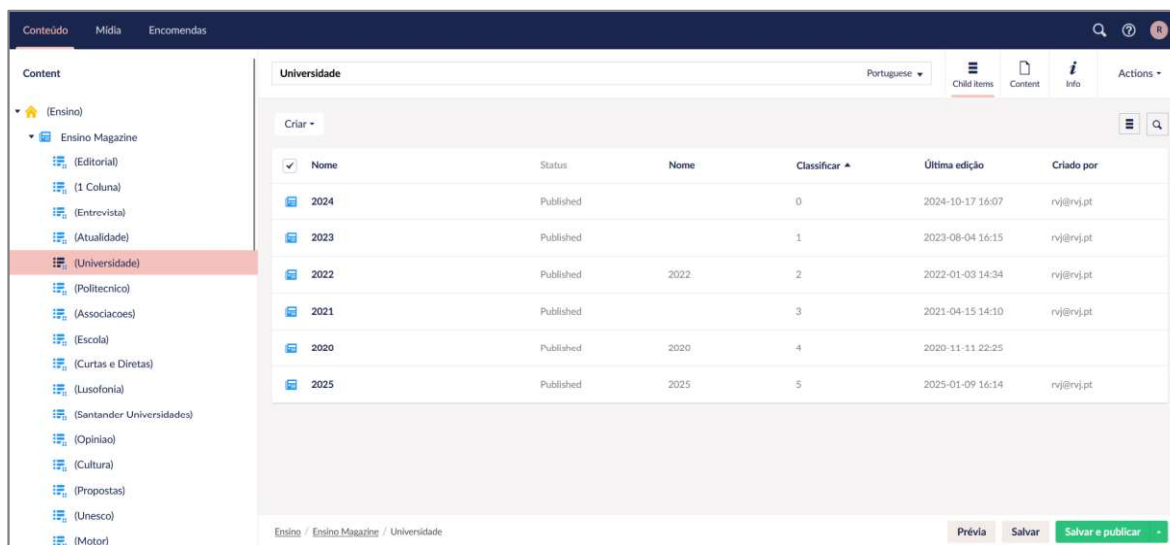 Conteúdo Mídia Encomendas R
Content
Universidade Portuguese Child items Content Info Actions
(Ensino)
Ensino Magazine
(Editorial)
(1 Coluna)
(Entrevista)
(Atualidade)
(Universidade)
(Politecnico)
(Associacoes)
(Escola)
(Curtas e Diretas)
(Lusofonia)
(Santander Universidades)
(Opiniao)
(Cultura)
(Propostas)
(Unesco)
(Motor)
Criar
Nome Status Nome Classificar Última edição Criado por
2024 Published 0 2024-10-17 16:07 rvj@rvj.pt
2023 Published 1 2023-08-04 16:15 rvj@rvj.pt
2022 Published 2022 2 2022-01-03 14:34 rvj@rvj.pt
2021 Published 3 2021-04-15 14:10 rvj@rvj.pt
2020 Published 2020 4 2020-11-11 22:25
2025 Published 2025 5 2025-01-09 16:14 rvj@rvj.pt
Ensino / Ensino Magazine / Universidade Prévia Salvar Salvar e publicar